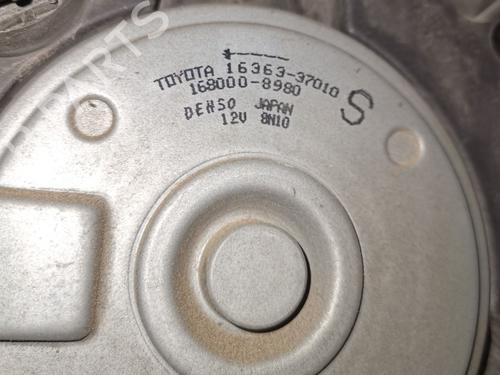 TOYOTA 16363-37010
168000-8980 S
DENSO JAPAN
12V 8N10